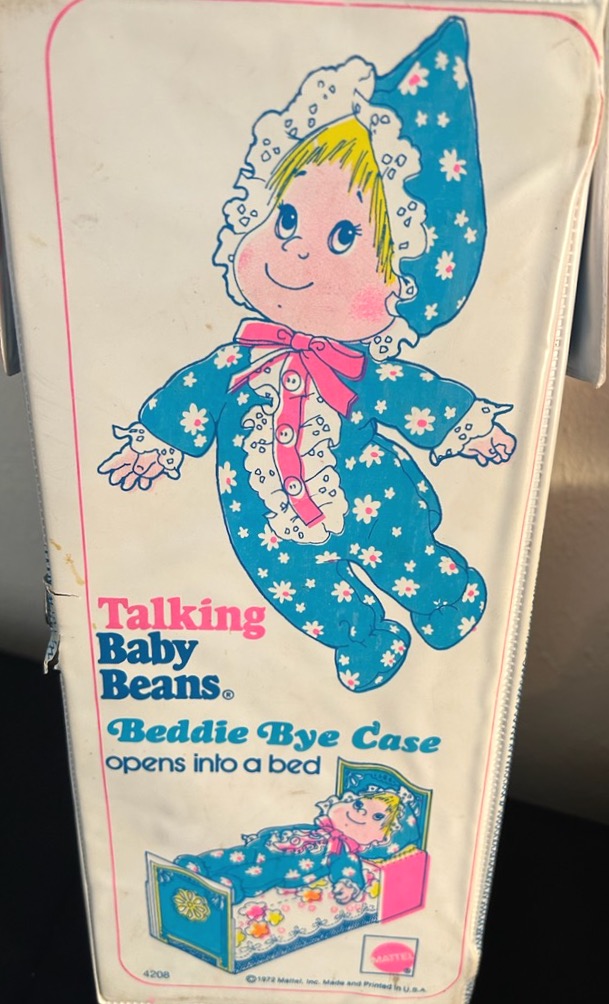 Talking
Baby
Beans®
Beddie Bye Case
opens into a bed
MATTEL
4208
©1972 Mattel, Inc. Made and Printed in U.S.A.